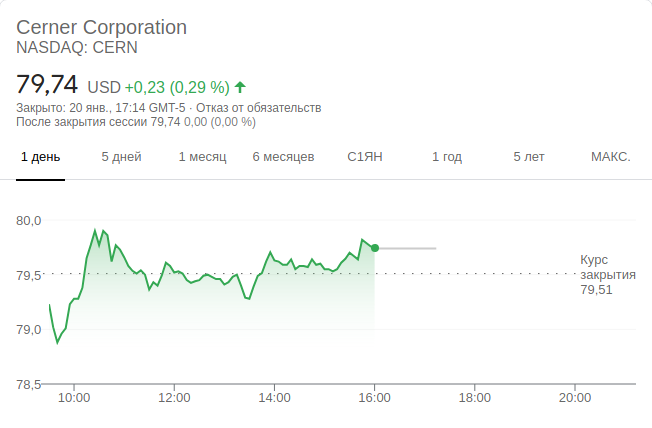 Cerner Corporation
NASDAQ: CERN
79,74 USD +0,23 (0,29 %)
Закрыто: 20 янв., 17:14 GMT-5 · Отказ от обязательств
После закрытия сессии 79,74 0,00 (0,00 %)
1 день 5 дней 1 месяц 6 месяцев С1ЯН 1 год 5 лет МАКС.
80,0
79,5
79,0
78,5
Курс
закрытия
79,51
10:00 12:00 14:00 16:00 18:00 20:00